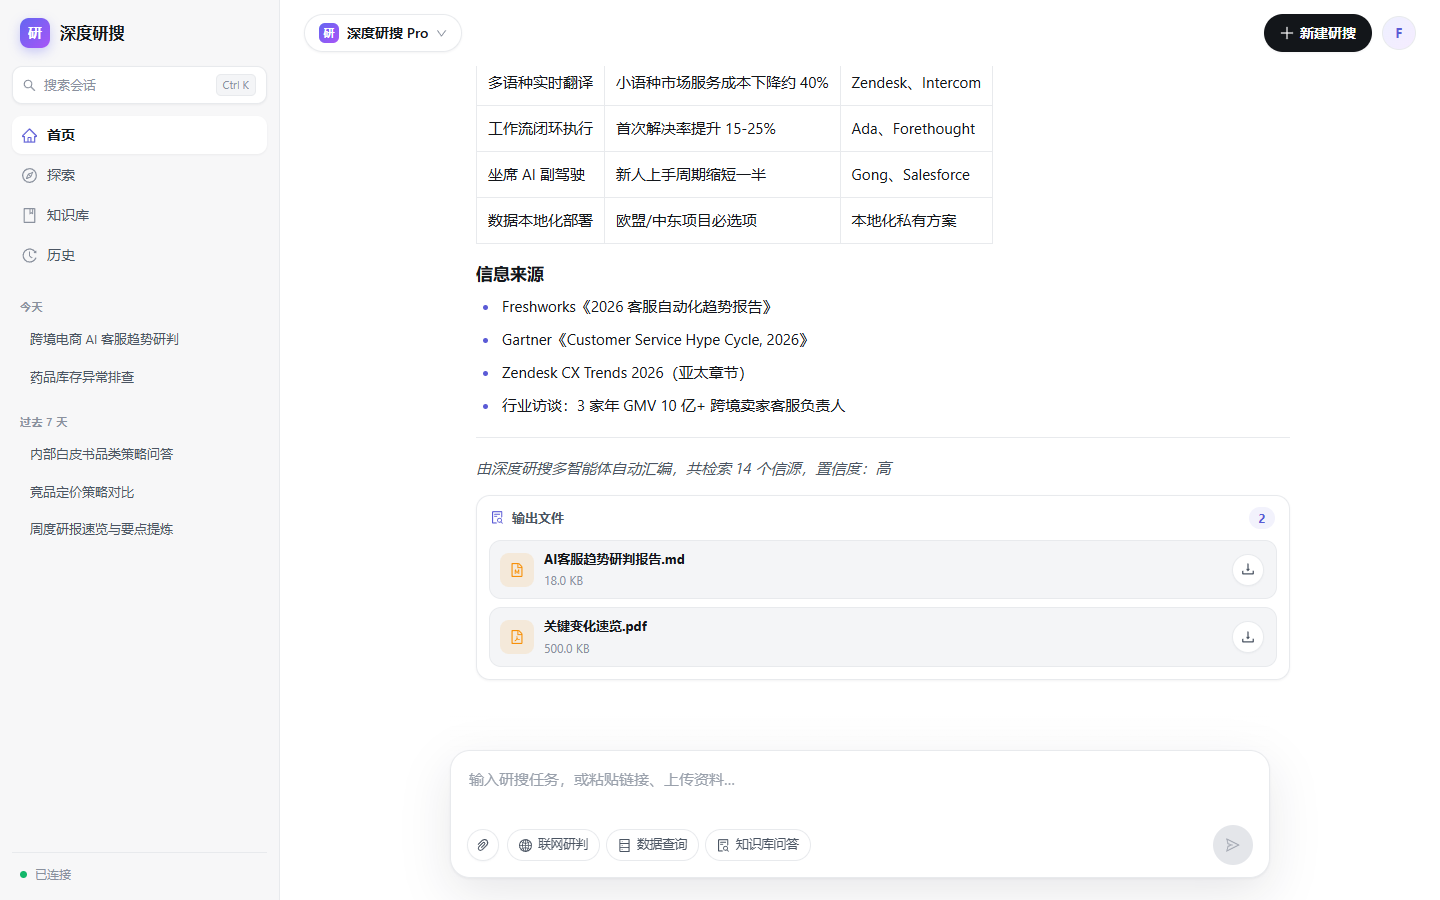 研 深度研搜
搜索会话 Ctrl K
首页
探索
知识库
历史
今天
跨境电商 AI 客服趋势研判
药品库存异常排查
过去 7 天
内部白皮书品类策略问答
竞品定价策略对比
周度研报速览与要点提炼
已连接
研 深度研搜 Pro
新建研搜
F
多语种实时翻译 小语种市场服务成本下降约 40% Zendesk、Intercom
工作流闭环执行 首次解决率提升 15-25% Ada、Forethought
坐席 AI 副驾驶 新人上手周期缩短一半 Gong、Salesforce
数据本地化部署 欧盟/中东项目必选项 本地化私有方案
信息来源
Freshworks《2026 客服自动化趋势报告》
Gartner《Customer Service Hype Cycle, 2026》
Zendesk CX Trends 2026（亚太章节）
行业访谈：3 家年 GMV 10 亿+ 跨境卖家客服负责人
由深度研搜多智能体自动汇编，共检索 14 个信源，置信度：高
输出文件 2
AI客服趋势研判报告.md
18.0 KB
关键变化速览.pdf
500.0 KB
输入研搜任务，或粘贴链接、上传资料...
联网研判 数据查询 知识库问答